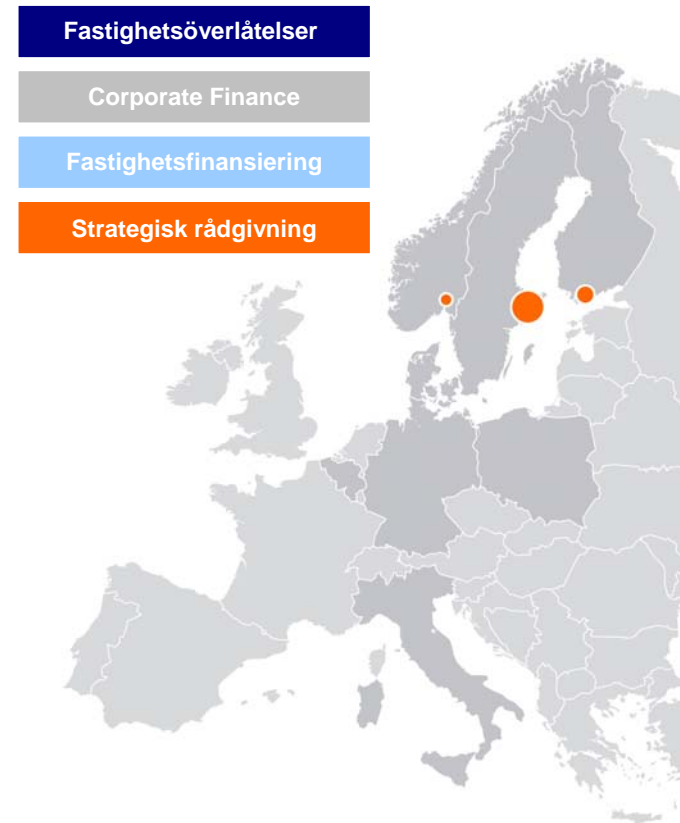 Fastighetsöverlåtelser
Corporate Finance
Fastighetsfinansiering
Strategisk rådgivning